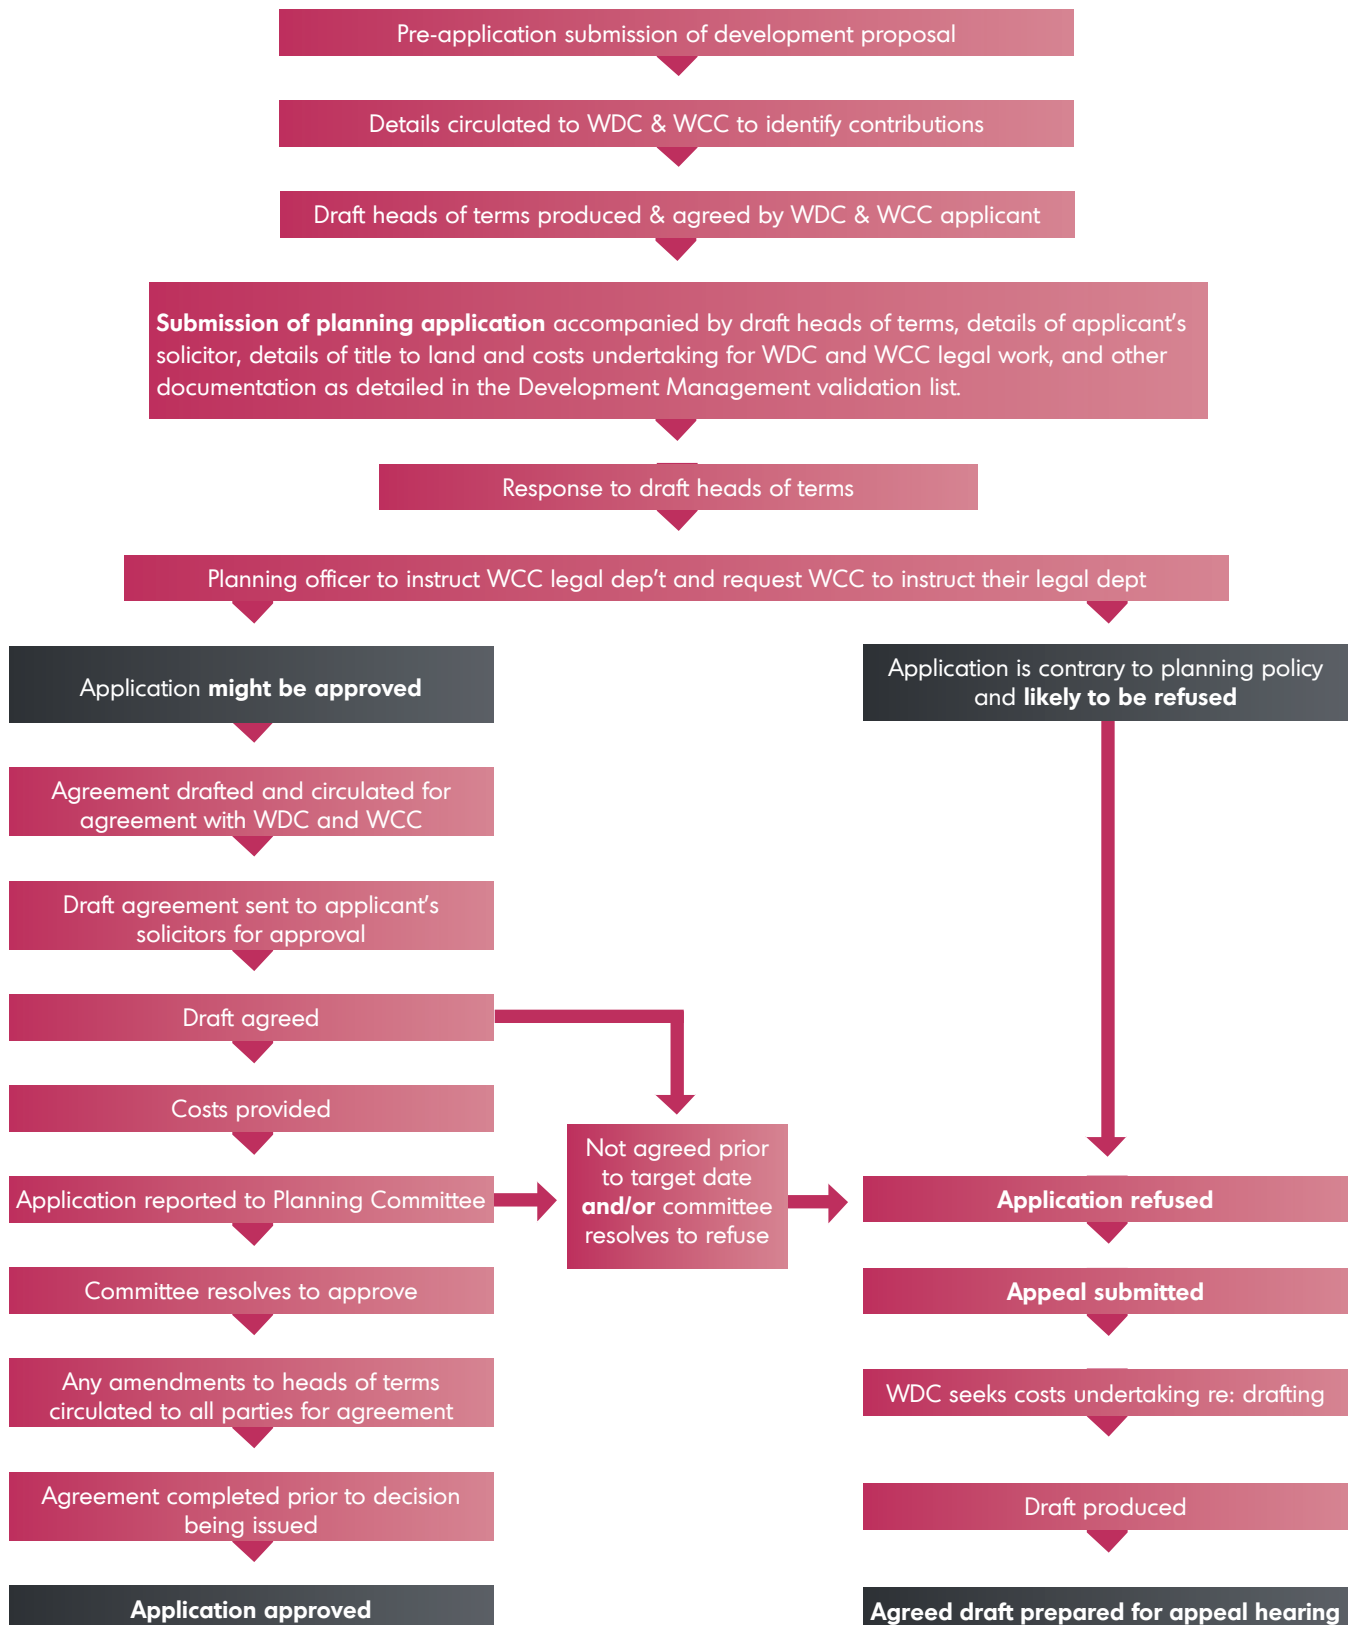 Pre-application submission of development proposal
Details circulated to WDC & WCC to identify contributions
Draft heads of terms produced & agreed by WDC & WCC applicant
Submission of planning application accompanied by draft heads of terms, details of applicant's
solicitor, details of title to land and costs undertaking for WDC and WCC legal work, and other
documentation as detailed in the Development Management validation list.
Response to draft heads of terms
Planning officer to instruct WCC legal dep't and request WCC to instruct their legal dept
Application might be approved
Agreement drafted and circulated for
agreement with WDC and WCC
Draft agreement sent to applicant's
solicitors for approval
Draft agreed
Costs provided
Application reported to Planning Committee
Committee resolves to approve
Any amendments to heads of terms
circulated to all parties for agreement
Agreement completed prior to decision
being issued
Application approved
Not agreed prior
to target date
and/or committee
resolves to refuse
Application is contrary to planning policy
and likely to be refused
Application refused
Appeal submitted
WDC seeks costs undertaking re: drafting
Draft produced
Agreed draft prepared for appeal hearing